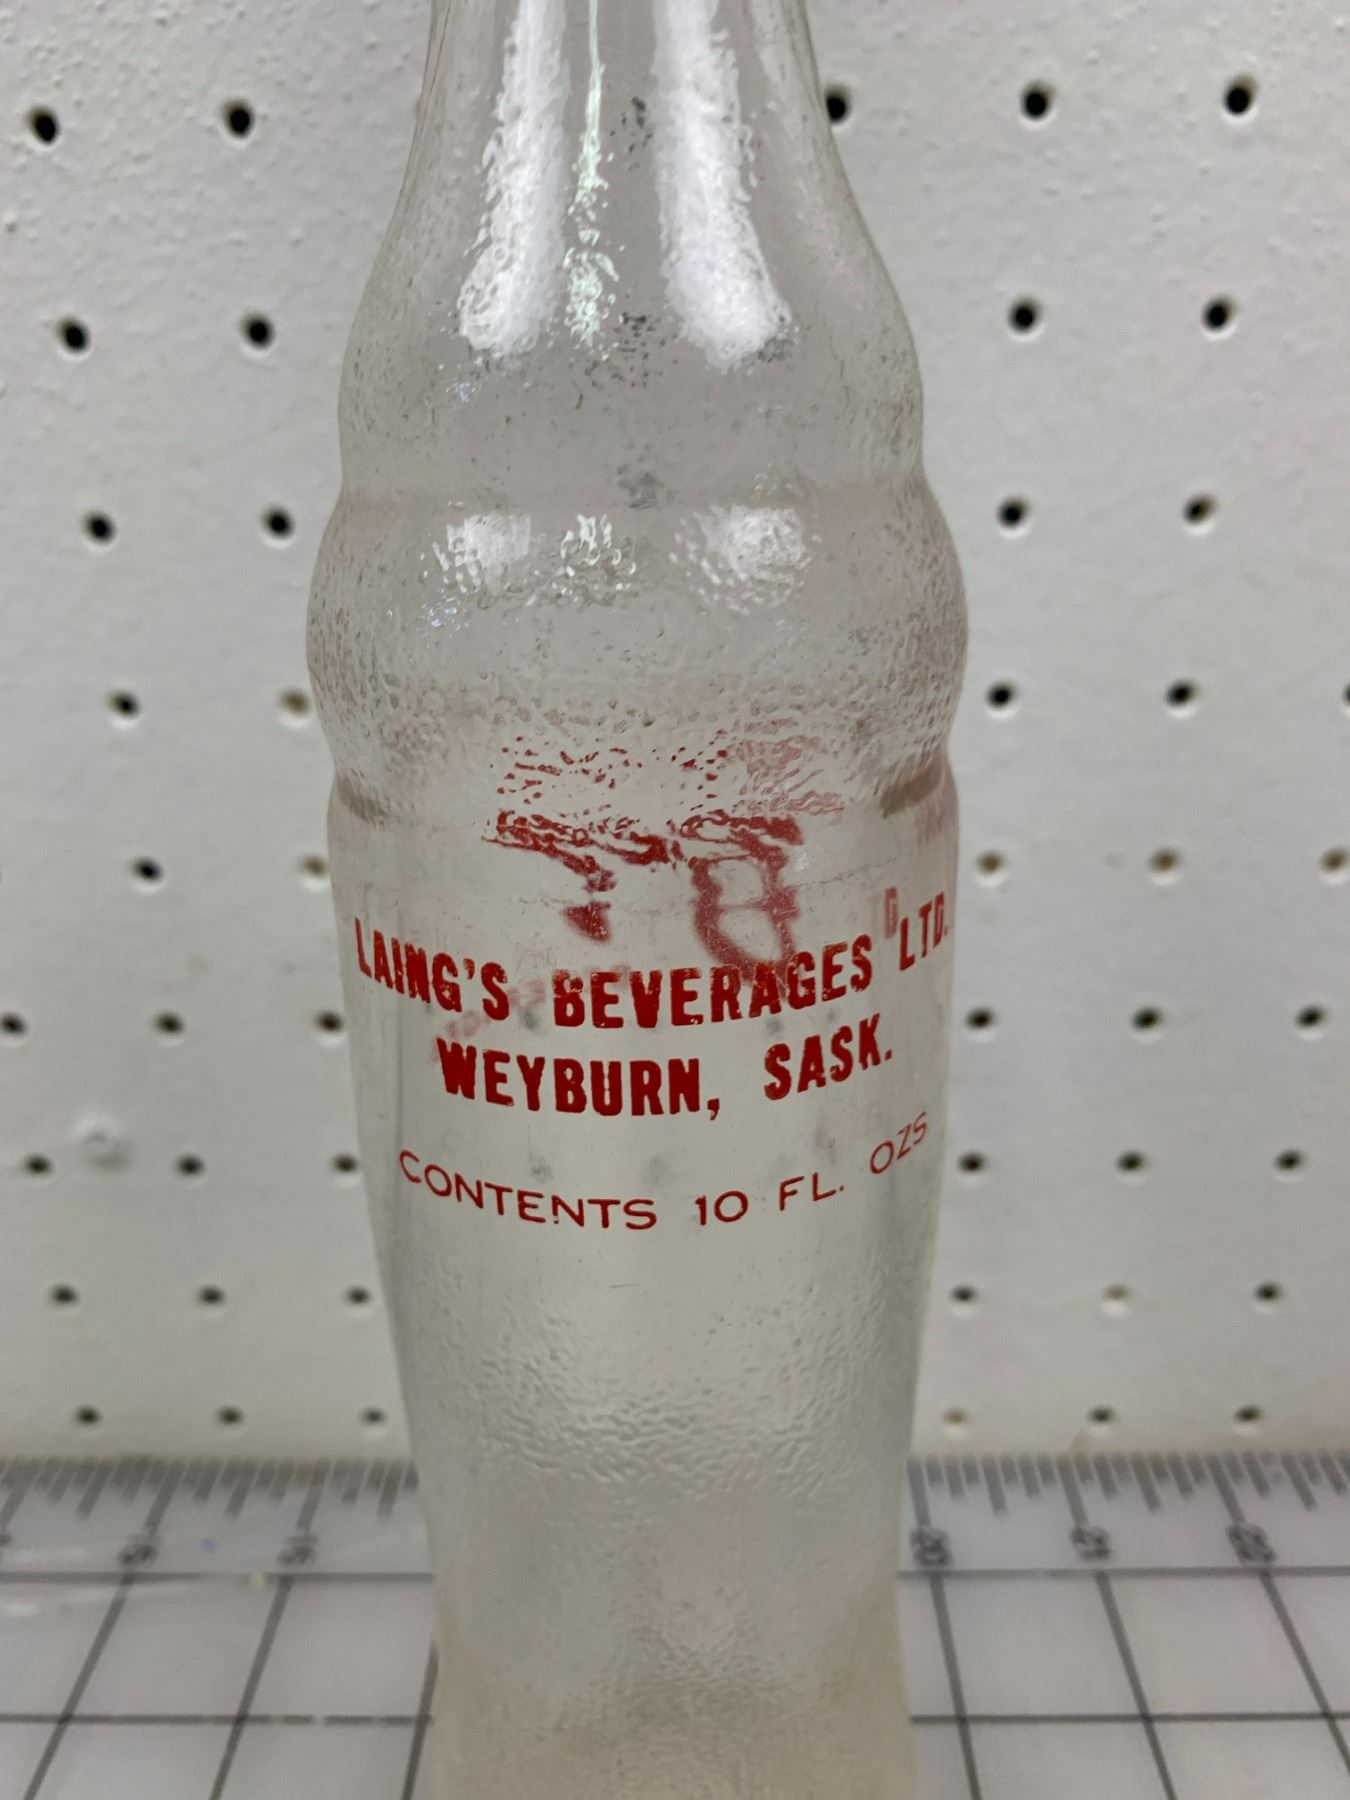 LAING'S BEVERAGES LTD.
WEYBURN, SASK.
CONTENTS 10 FL. OZS